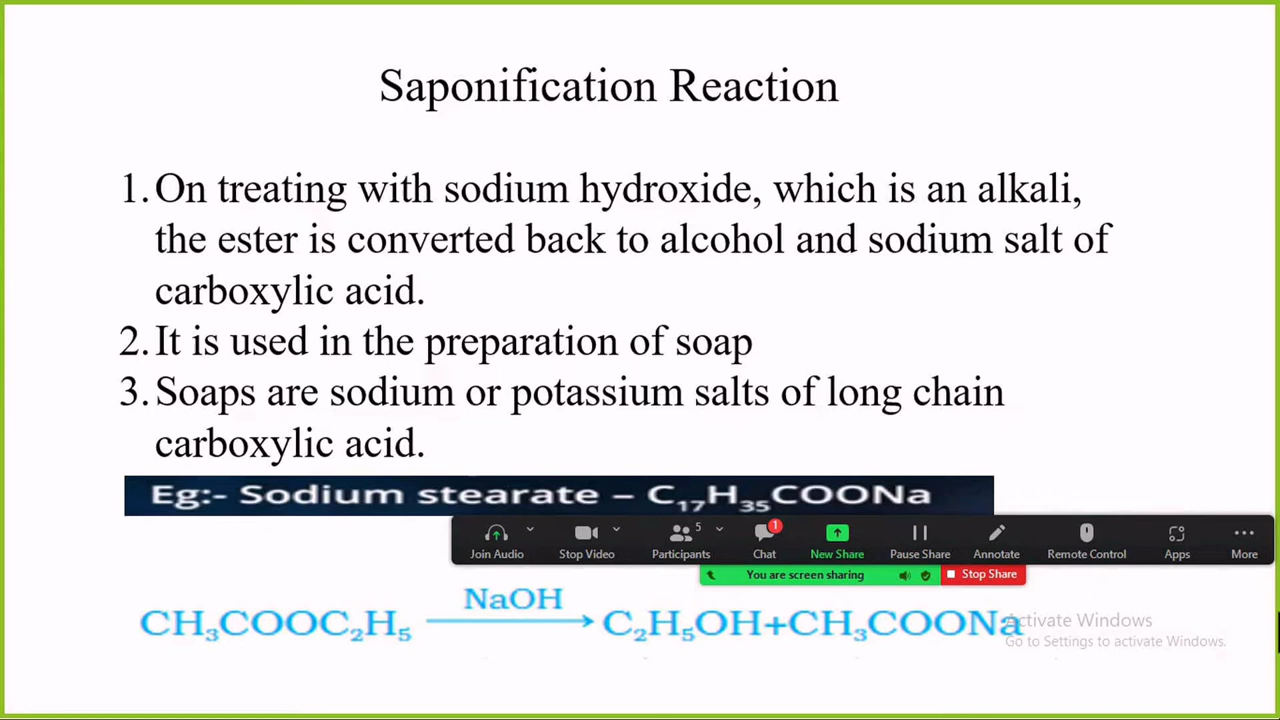 Saponification Reaction
1. On treating with sodium hydroxide, which is an alkali,
the ester is converted back to alcohol and sodium salt of
carboxylic acid.
2. It is used in the preparation of soap
3. Soaps are sodium or potassium salts of long chain
carboxylic acid.
Eg:- Sodium stearate – C₁₇H₃₅COONa
5 1
Join Audio Stop Video Participants Chat New Share Pause Share Annotate Remote Control Apps More
You are screen sharing Stop Share
NaOH
CH₃COOC₂H₅ → C₂H₅OH+CH₃COONa
Activate Windows
Go to Settings to activate Windows.